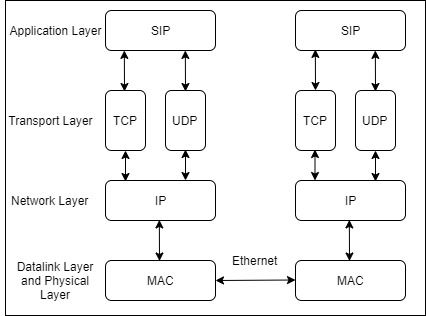 Application Layer SIP SIP
Transport Layer TCP UDP TCP UDP
Network Layer IP IP
Ethernet
Datalink Layer
and Physical MAC MAC
Layer